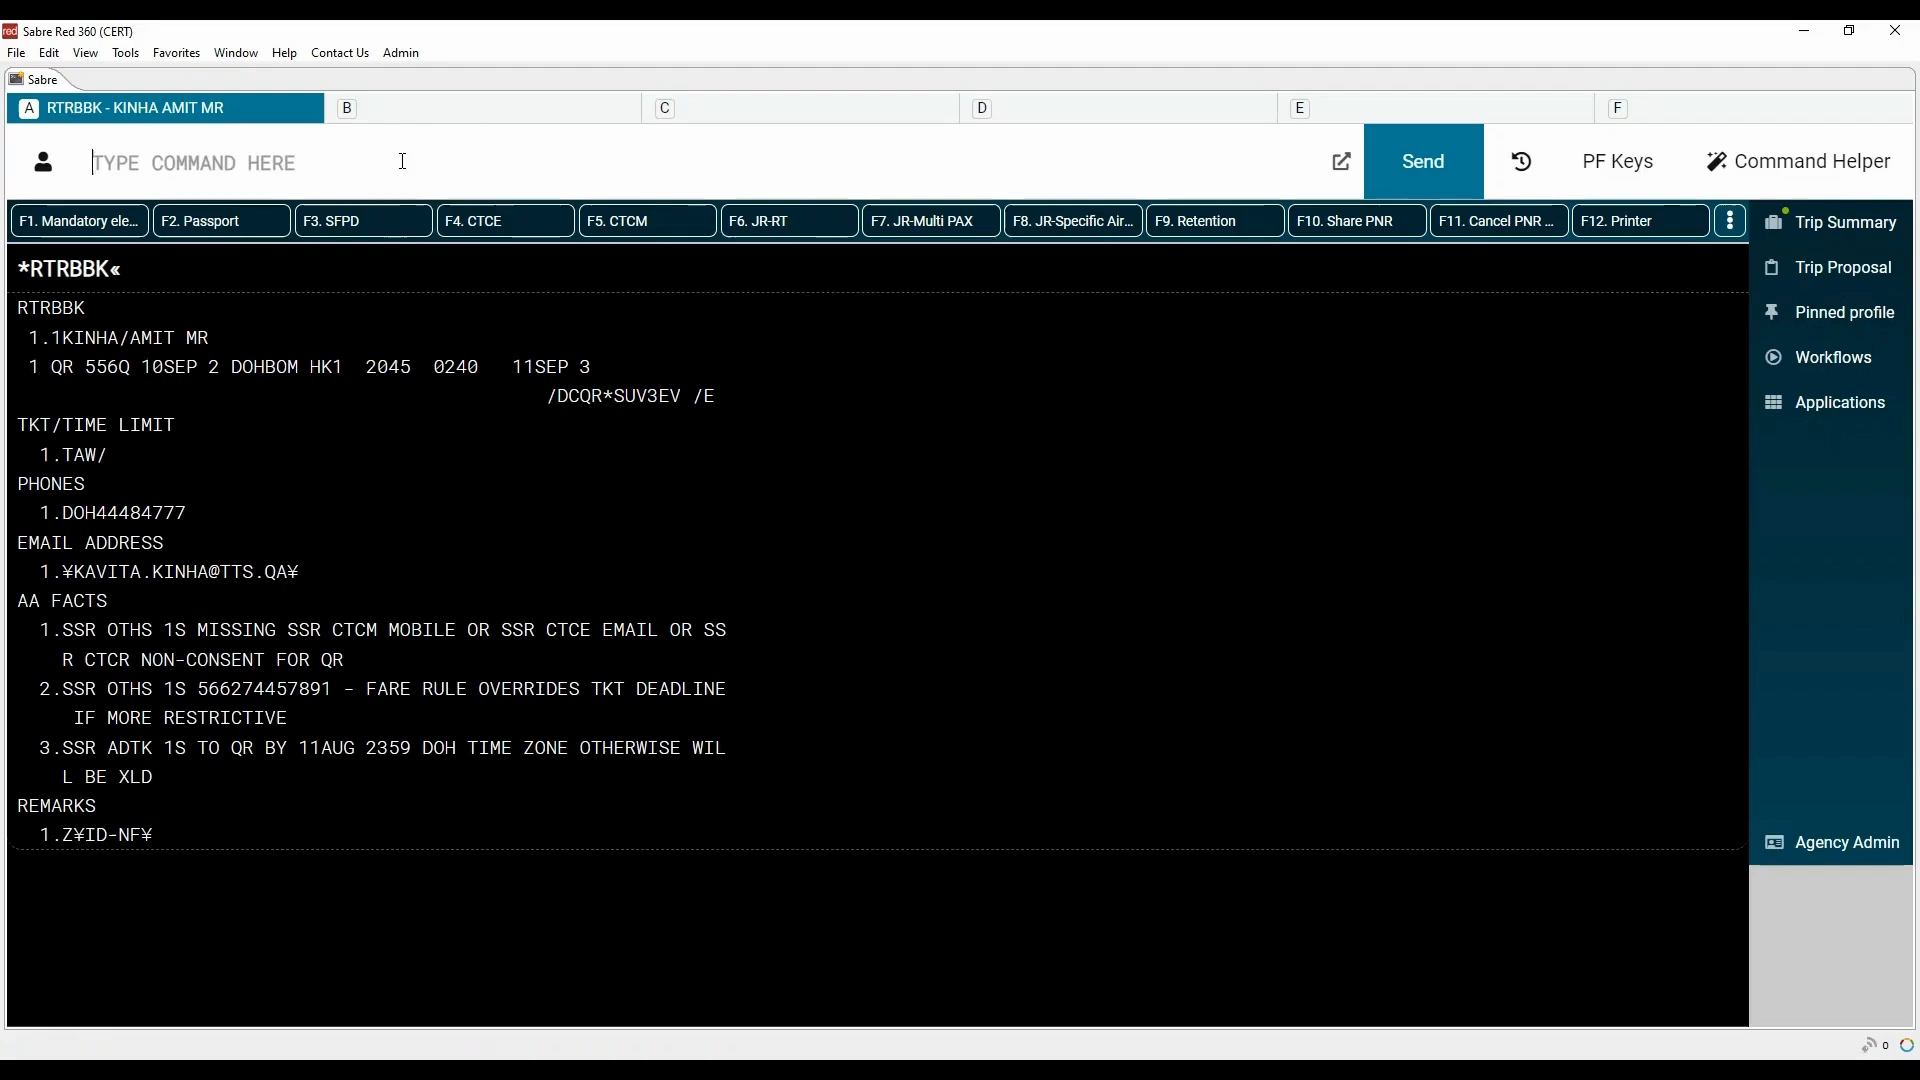 red Sabre Red 360 (CERT)
File Edit View Tools Favorites Window Help Contact Us Admin
Sabre
A RTRBBK - KINHA AMIT MR B C D E F
TYPE COMMAND HERE Send PF Keys Command Helper
F1. Mandatory ele... F2. Passport F3. SFPD F4. CTCE F5. CTCM F6. JR-RT F7. JR-Multi PAX F8. JR-Specific Air... F9. Retention F10. Share PNR F11. Cancel PNR ... F12. Printer
Trip Summary
Trip Proposal
Pinned profile
Workflows
Applications
Agency Admin
*RTRBBK«
RTRBBK
1.1KINHA/AMIT MR
1 QR 556Q 10SEP 2 DOHBOM HK1 2045 0240 11SEP 3
/DCQR*SUV3EV /E
TKT/TIME LIMIT
1.TAW/
PHONES
1.DOH44484777
EMAIL ADDRESS
1.¥KAVITA.KINHA@TTS.QA¥
AA FACTS
1.SSR OTHS 1S MISSING SSR CTCM MOBILE OR SSR CTCE EMAIL OR SS
R CTCR NON-CONSENT FOR QR
2.SSR OTHS 1S 566274457891 - FARE RULE OVERRIDES TKT DEADLINE
IF MORE RESTRICTIVE
3.SSR ADTK 1S TO QR BY 11AUG 2359 DOH TIME ZONE OTHERWISE WIL
L BE XLD
REMARKS
1.Z¥ID-NF¥
0